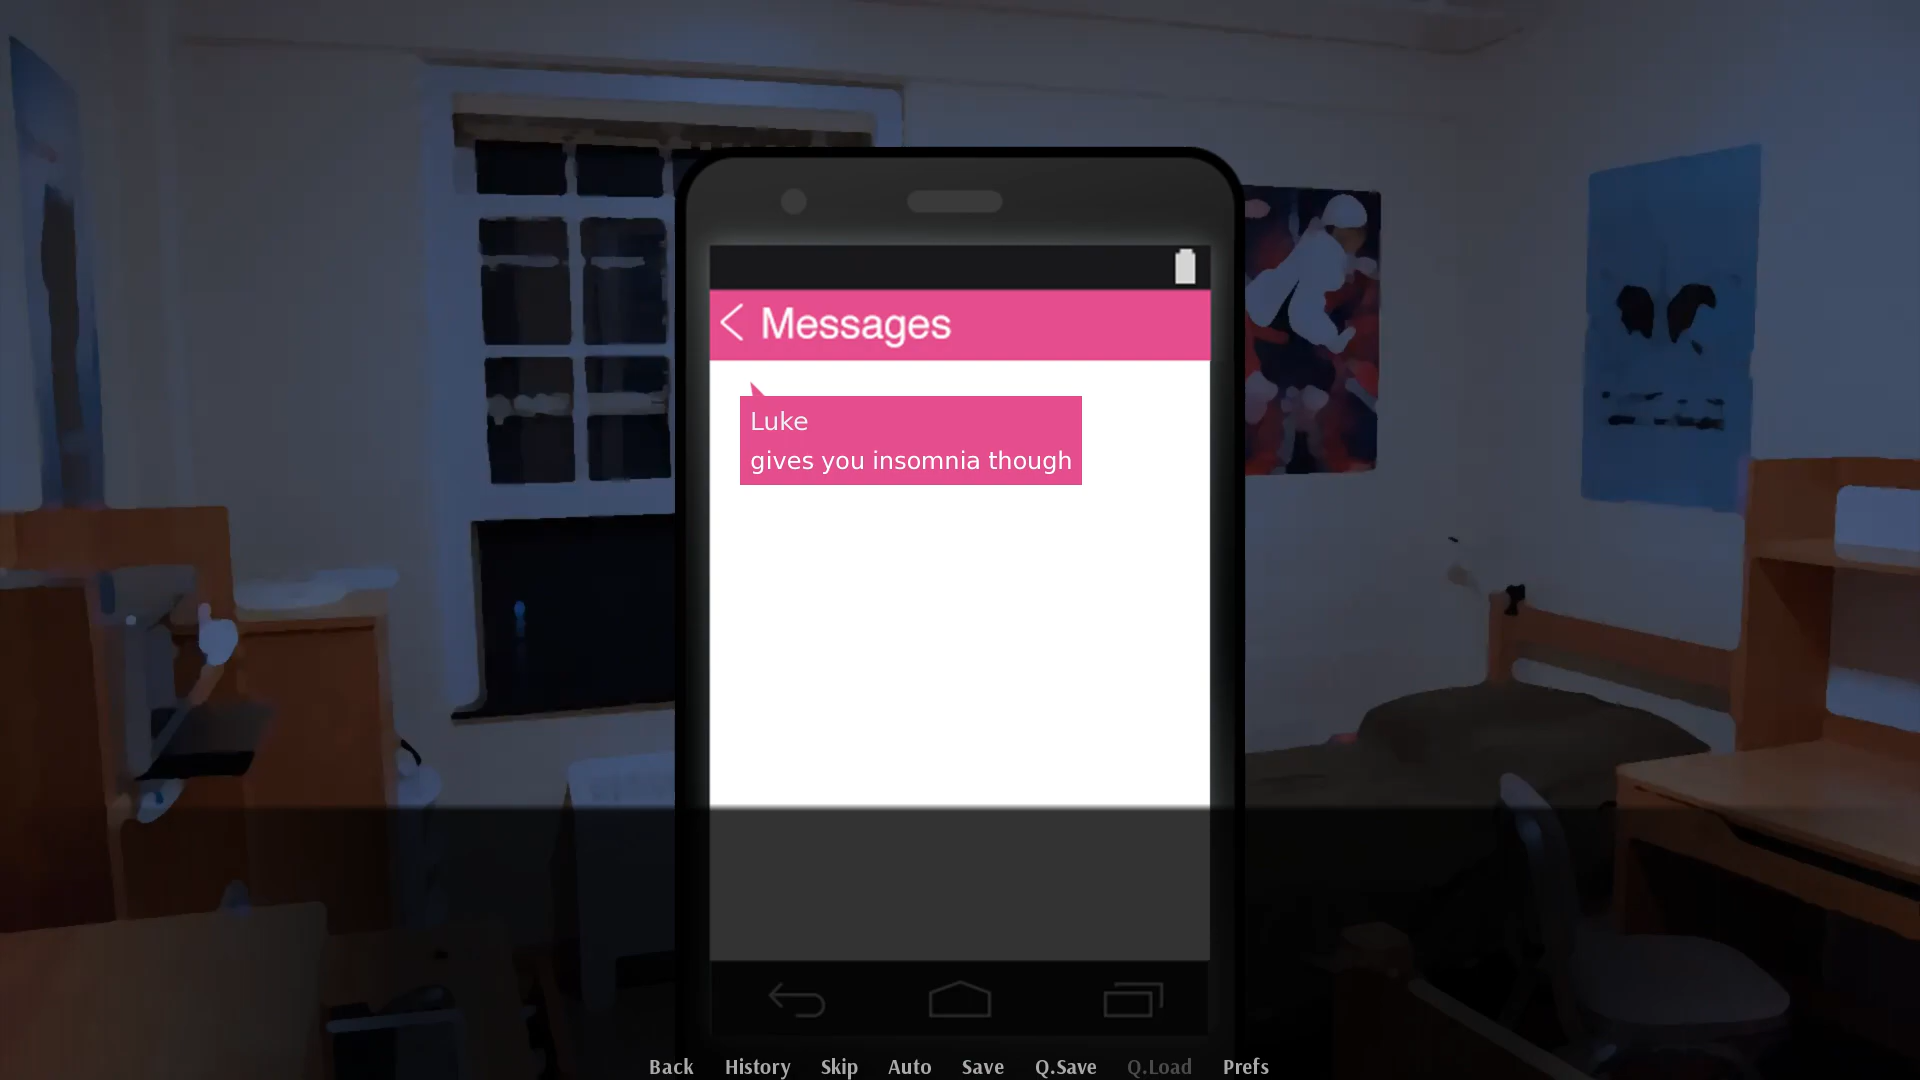 Messages
Luke
gives you insomnia though
Back History Skip Auto Save Q.Save Q.Load Prefs